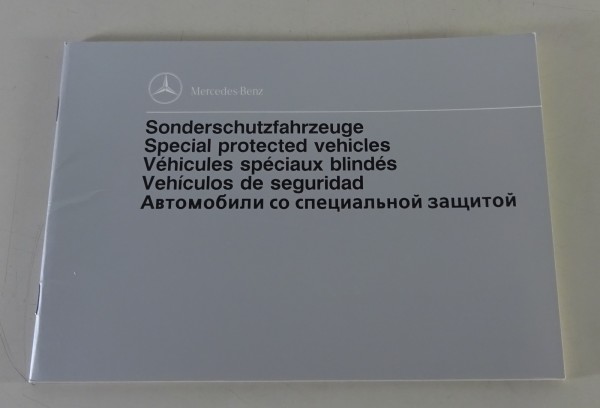 Mercedes-Benz
Sonderschutzfahrzeuge
Special protected vehicles
Véhicules spéciaux blindés
Vehículos de seguridad
Автомобили со специальной защитой